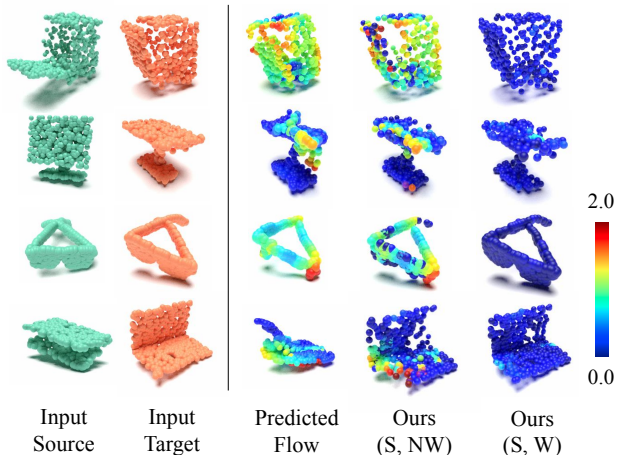 2.0
0.0
Input
Source
Input
Target
Predicted
Flow
Ours
(S, NW)
Ours
(S, W)